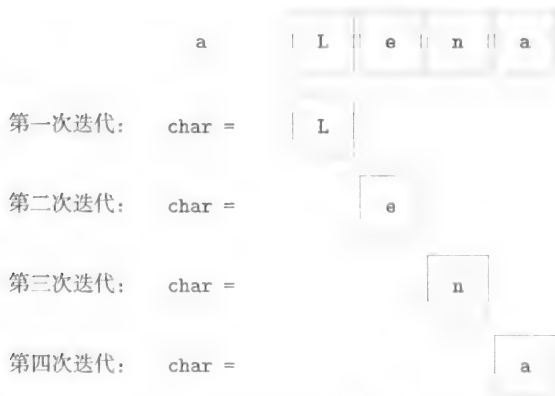 a L e n a
第一次迭代： char = L
第二次迭代： char = e
第三次迭代： char = n
第四次迭代： char = a